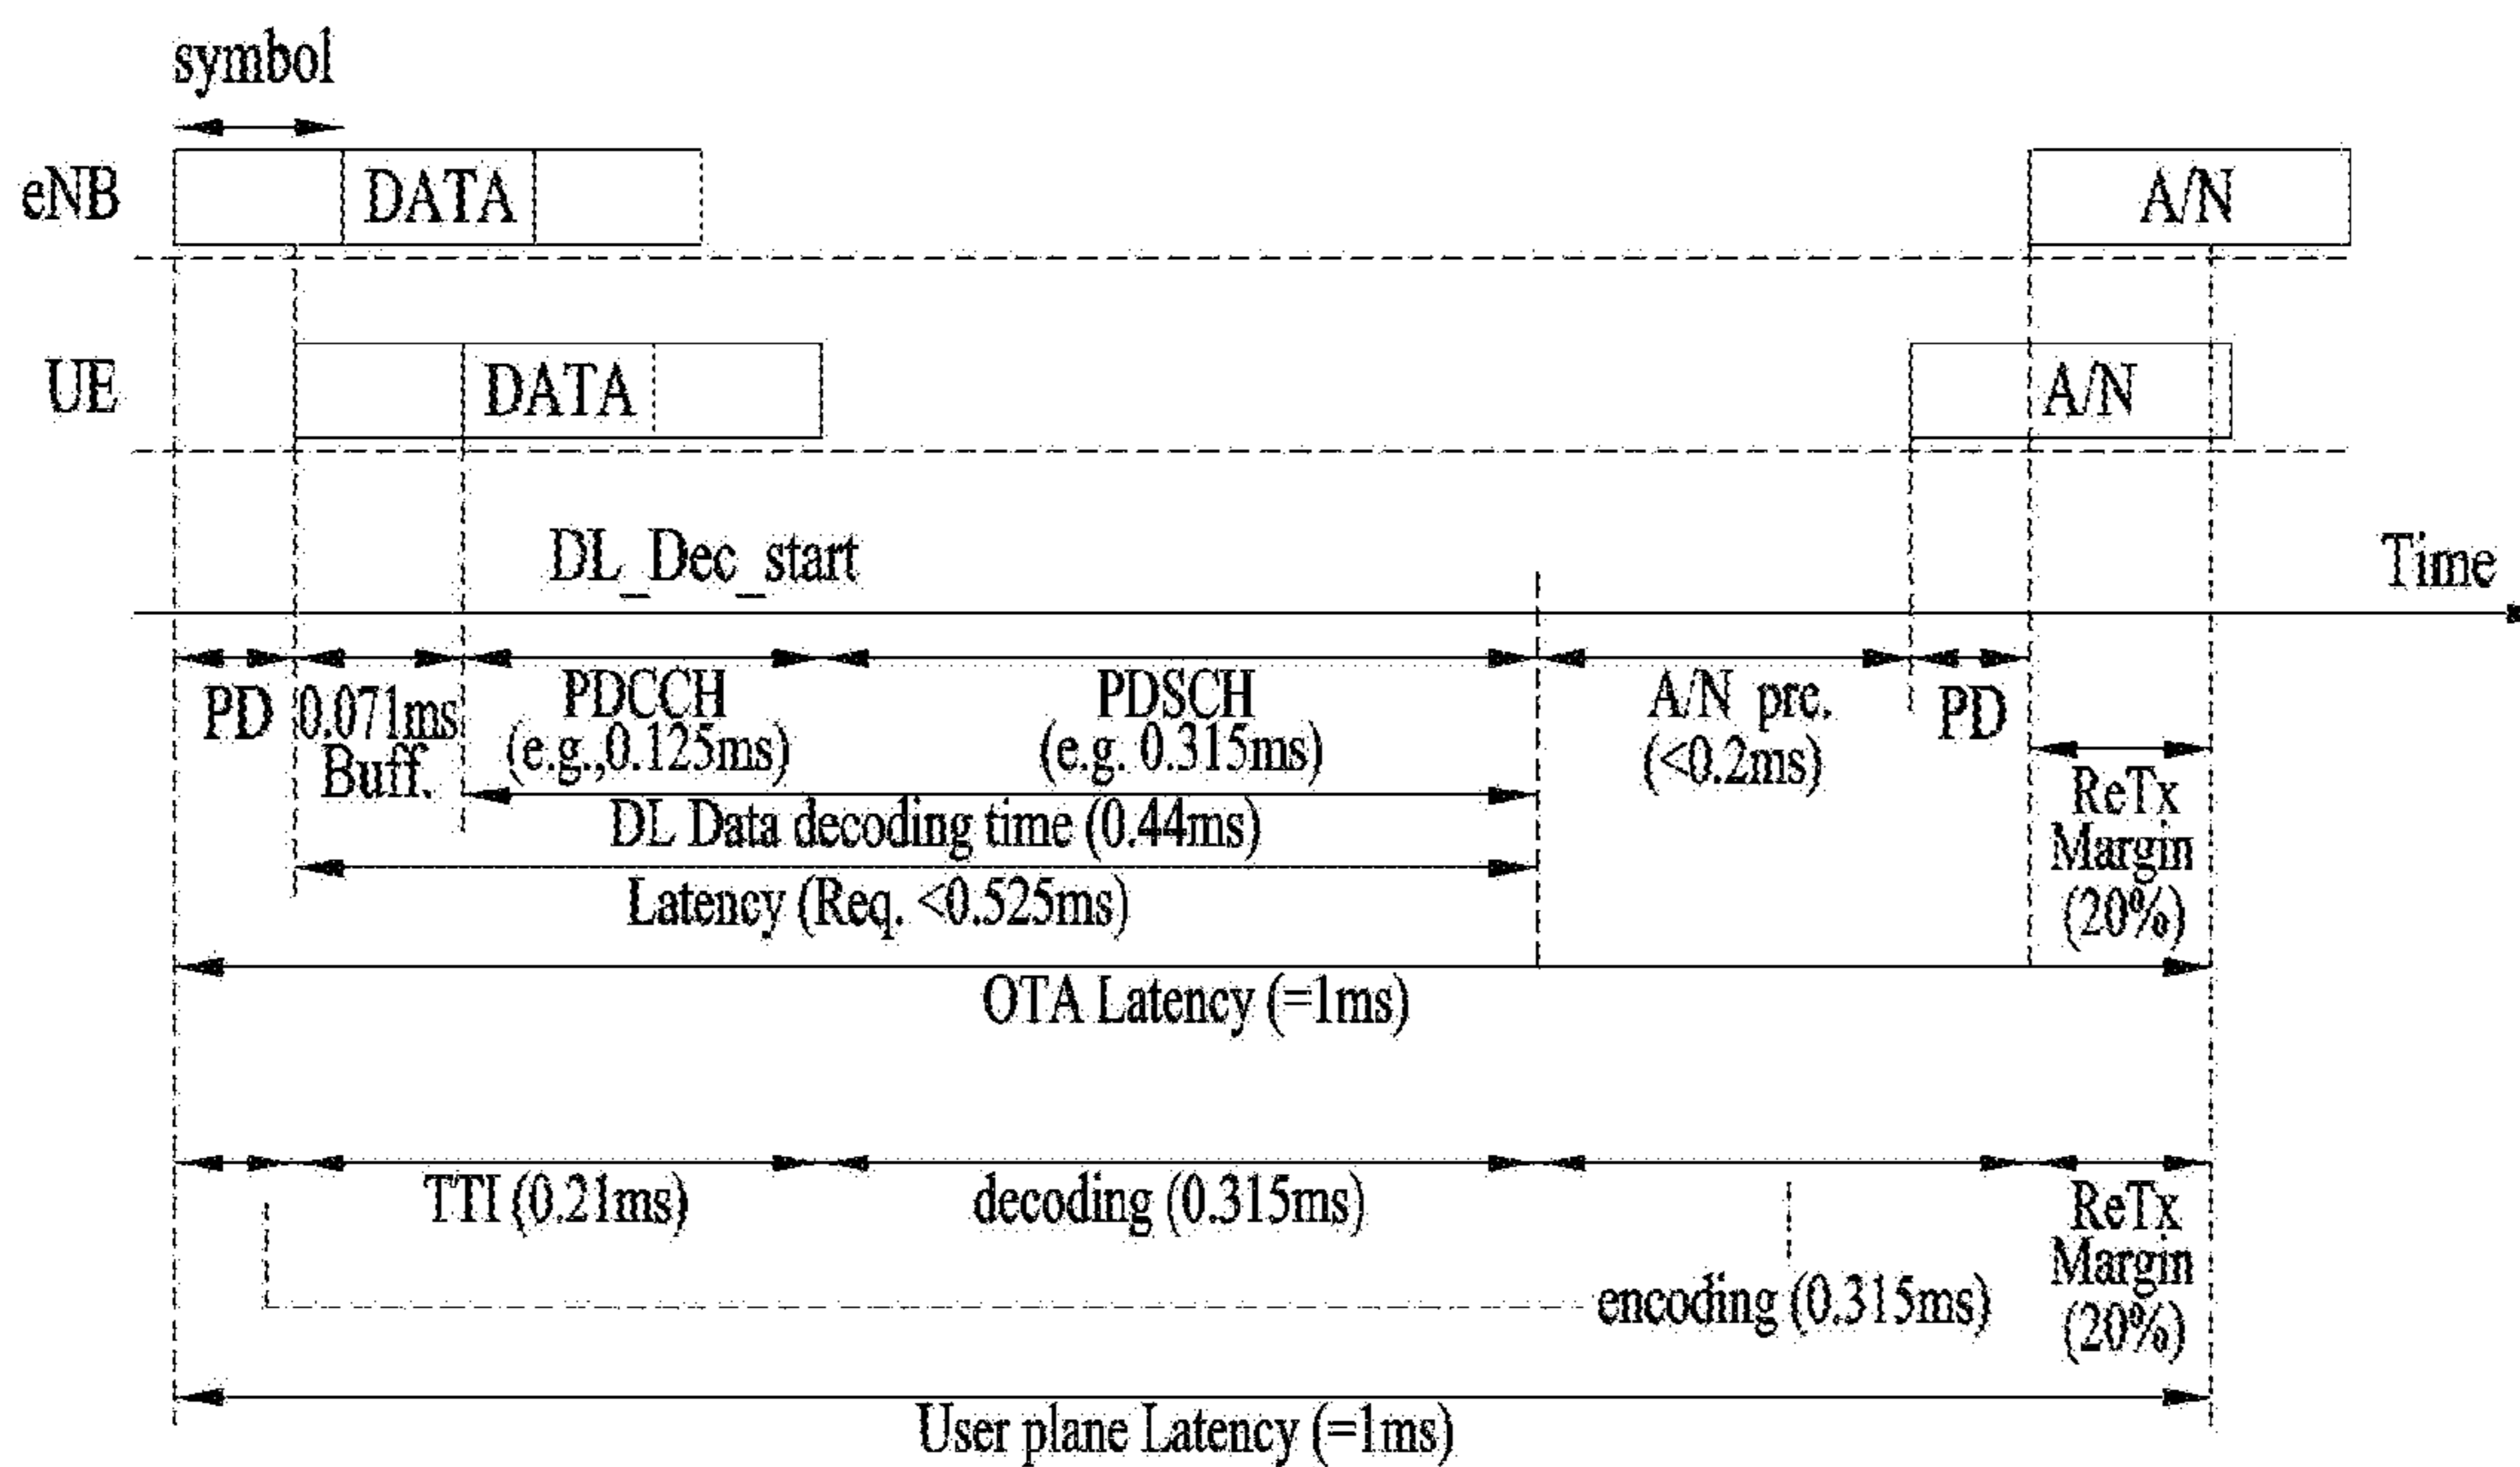 symbol
eNB
DATA
A/N
UE
DATA
A/N
DL_Dec_start
Time
PD
0.071ms
Buff.
PDCCH
(e.g.,0.125ms)
PDSCH
(e.g. 0.315ms)
A/N pre.
(<0.2ms)
PD
ReTx
Margin
(20%)
DL Data decoding time (0.44ms)
Latency (Req. <0.525ms)
OTA Latency (=1ms)
TTI (0.21ms)
decoding (0.315ms)
encoding (0.315ms)
ReTx
Margin
(20%)
User plane Latency (=1ms)